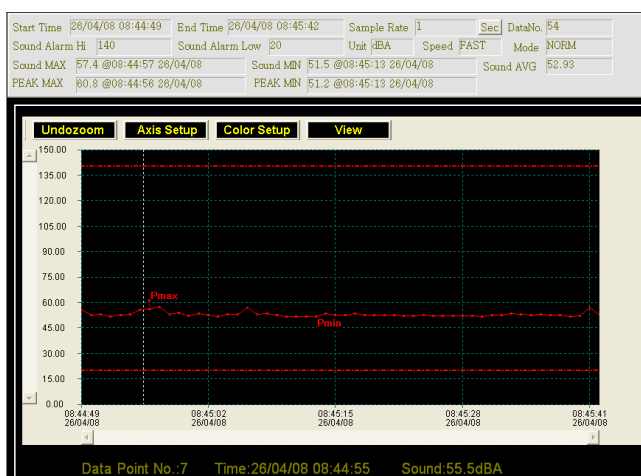 Start Time 26/04/08 08:44:49 End Time 26/04/08 08:45:42 Sample Rate 1 Sec DataNo. 54
Sound Alarm Hi 140 Sound Alarm Low 20 Unit dBA Speed FAST Mode NORM
Sound MAX 57.4 @08:44:57 26/04/08 Sound MIN 51.5 @08:45:13 26/04/08 Sound AVG 52.93
PEAK MAX 60.8 @08:44:56 26/04/08 PEAK MIN 51.2 @08:45:13 26/04/08
Undozoom Axis Setup Color Setup View
150.00
135.00
120.00
105.00
90.00
75.00
Pmax
60.00
Pmin
45.00
30.00
15.00
0.00
08:44:49 08:45:02 08:45:15 08:45:28 08:45:41
26/04/08 26/04/08 26/04/08 26/04/08 26/04/08
Data Point No.:7 Time:26/04/08 08:44:55 Sound:55.5dBA